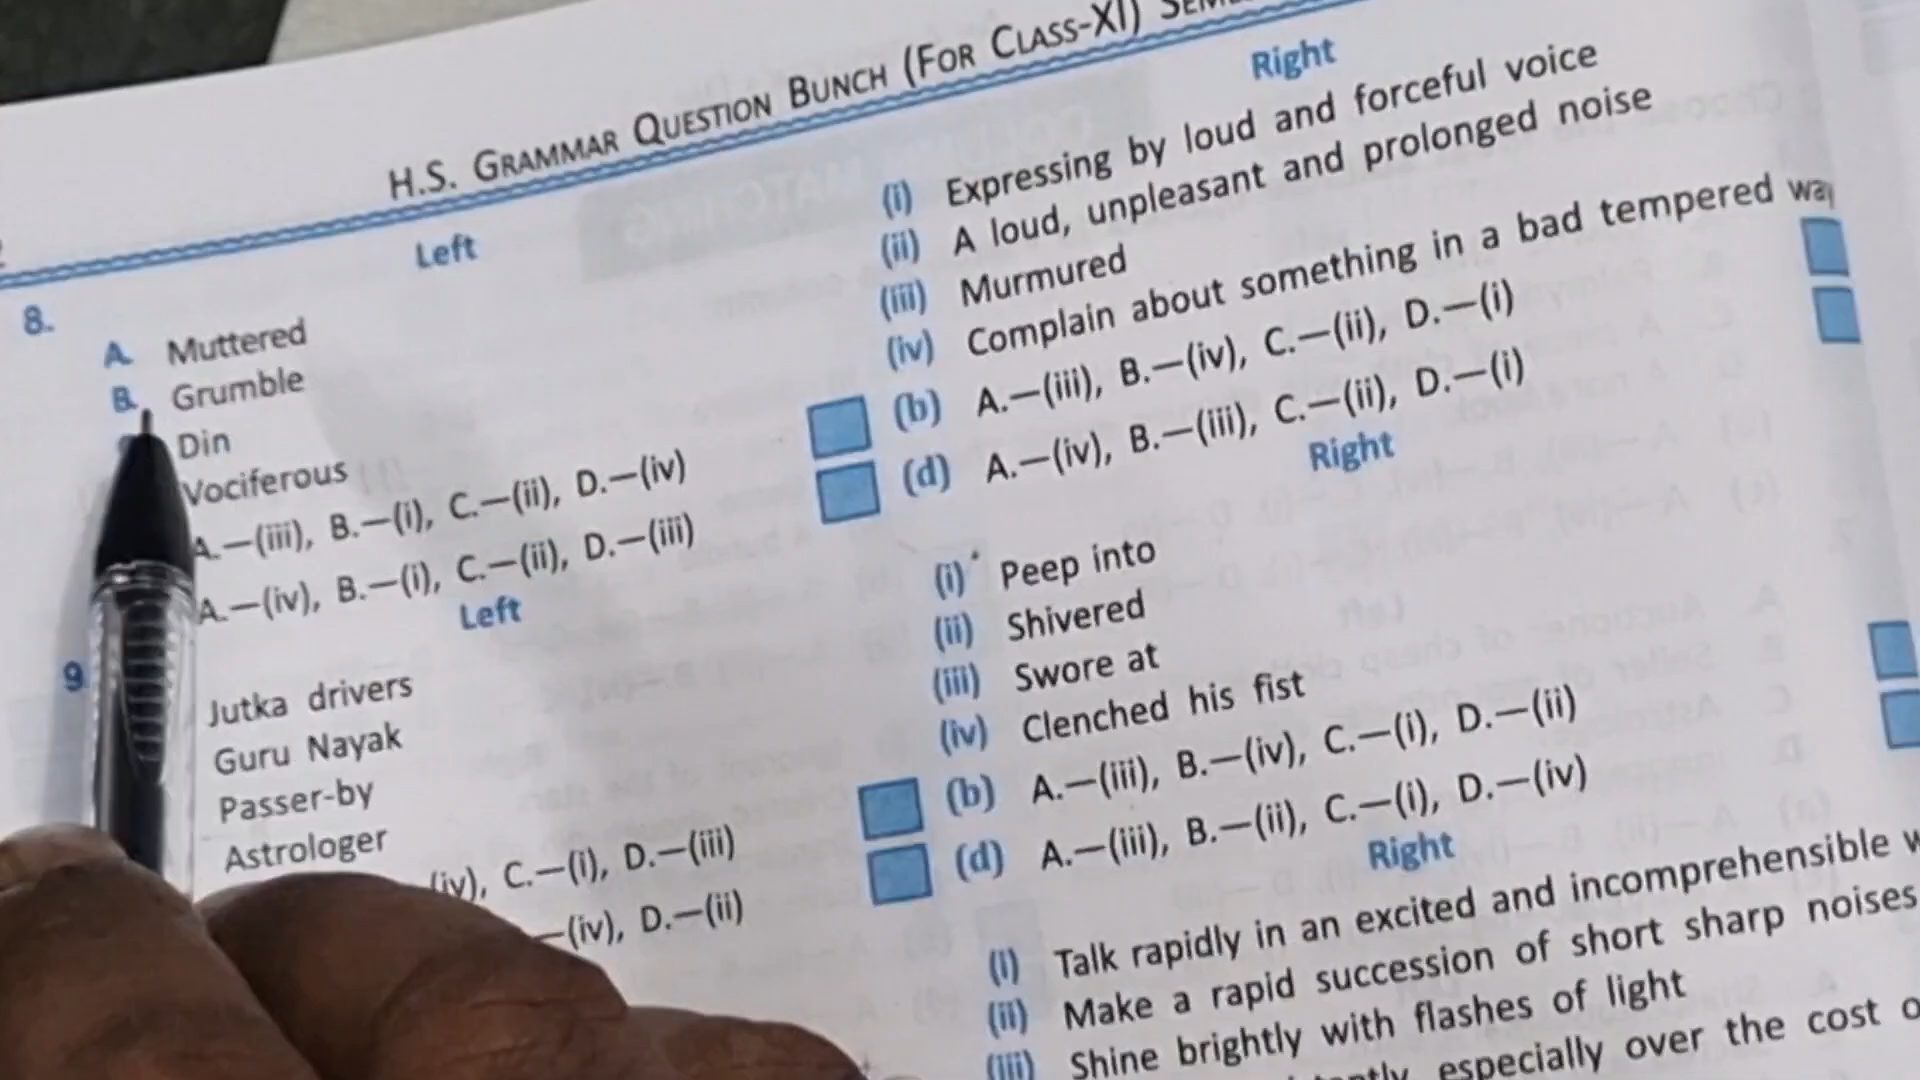 H.S. GRAMMAR QUESTION BUNCH (FOR CLASS-XI)
Left
Right
8.
A. Muttered
(i) Expressing by loud and forceful voice
B. Grumble
(ii) A loud, unpleasant and prolonged noise
Din
(iii) Murmured
Vociferous
(iv) Complain about something in a bad tempered
A.—(iii), B.—(i), C.—(ii), D.—(iv)
(b) A.—(iii), B.—(iv), C.—(ii), D.—(i)
A.—(iv), B.—(i), C.—(ii), D.—(iii)
(d) A.—(iv), B.—(iii), C.—(ii), D.—(i)
Left
Right
9
Jutka drivers
(i) Peep into
Guru Nayak
(ii) Shivered
Passer-by
(iii) Swore at
Astrologer
(iv) Clenched his fist
(iv), C.—(i), D.—(iii)
(b) A.—(iii), B.—(iv), C.—(i), D.—(ii)
—(iv), D.—(ii)
(d) A.—(iii), B.—(ii), C.—(i), D.—(iv)
Right
(i) Talk rapidly in an excited and incomprehensible
(ii) Make a rapid succession of short sharp noises
(iii) Shine brightly with flashes of light
especially over the cost